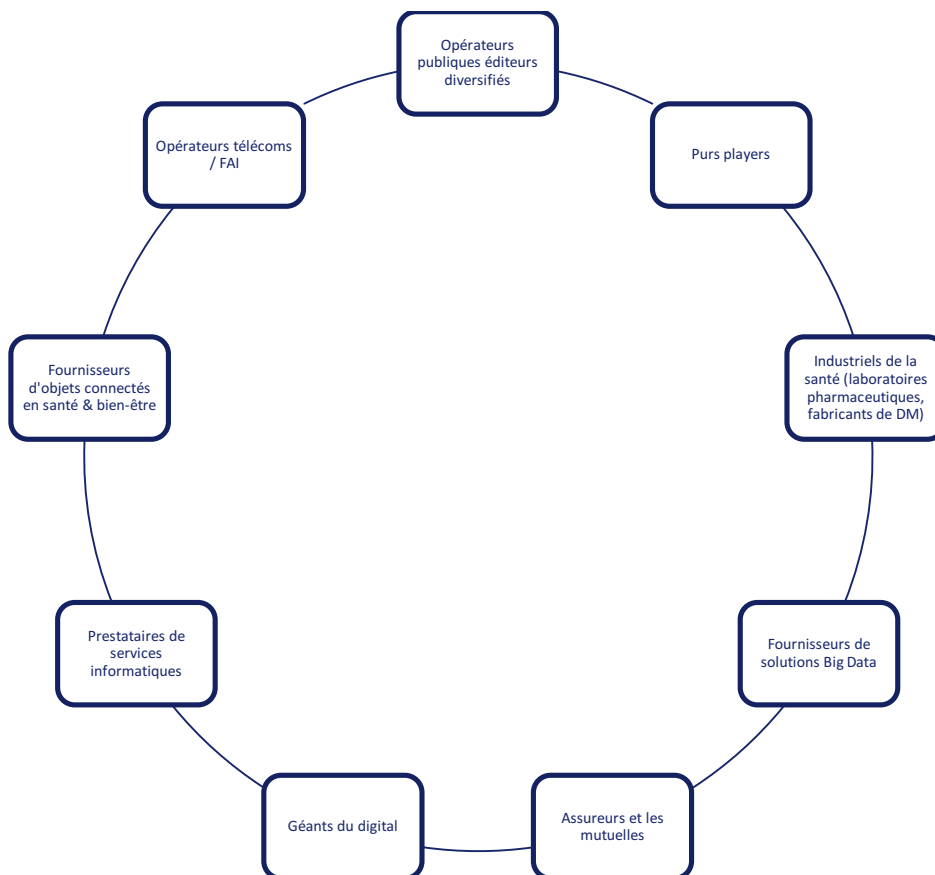 Opérateurs
publiques éditeurs
diversifiés
Purs players
Industriels de la
santé (laboratoires
pharmaceutiques,
fabricants de DM)
Fournisseurs de
solutions Big Data
Assureurs et les
mutuelles
Géants du digital
Prestataires de
services
informatiques
Fournisseurs
d'objets connectés
en santé & bien-être
Opérateurs télécoms
/ FAI